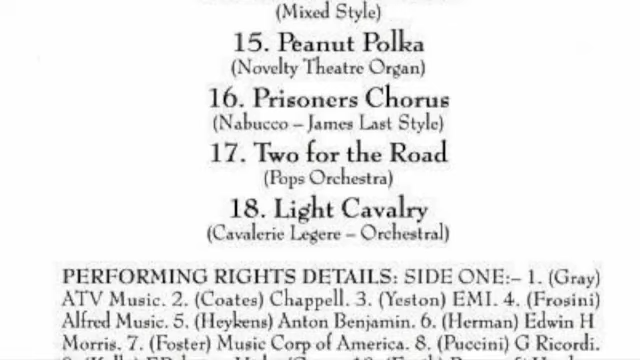 (Mixed Style)
15. Peanut Polka
(Novelty Theatre Organ)
16. Prisoners Chorus
(Nabucco – James Last Style)
17. Two for the Road
(Pops Orchestra)
18. Light Cavalry
(Cavalerie Legere – Orchestral)
PERFORMING RIGHTS DETAILS: SIDE ONE:– 1. (Gray)
ATV Music. 2. (Coates) Chappell. 3. (Yeston) EMI. 4. (Frosini)
Alfred Music. 5. (Heykens) Anton Benjamin. 6. (Herman) Edwin H
Morris. 7. (Foster) Music Corp of America. 8. (Puccini) G Ricordi.